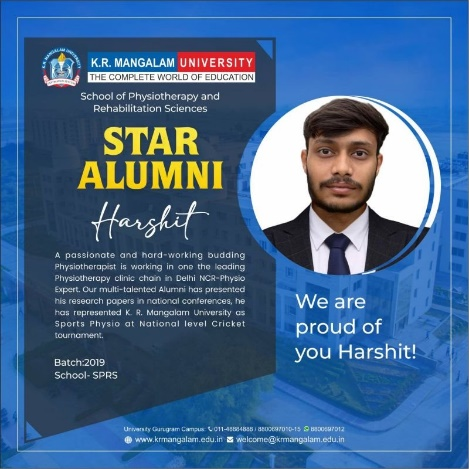 K.R. MANGALAM UNIVERSITY
THE COMPLETE WORLD OF EDUCATION
School of Physiotherapy and
Rehabilitation Sciences
STAR
ALUMNI
Harshit
A passionate and hard-working budding
Physiotherapist is working in one the leading
Physiotherapy clinic chain in Delhi NCR-Physio
Expert. Our multi-talented Alumni has presented
his research papers in national conferences, he
has represented K. R. Mangalam University as
Sports Physio at National level Cricket
tournament.
Batch:2019
School- SPRS
We are
proud of
you Harshit!
University Gurugram Campus: 011-48884888 / 8800697010-15 8800697012
www.krmangalam.edu.in welcome@krmangalam.edu.in